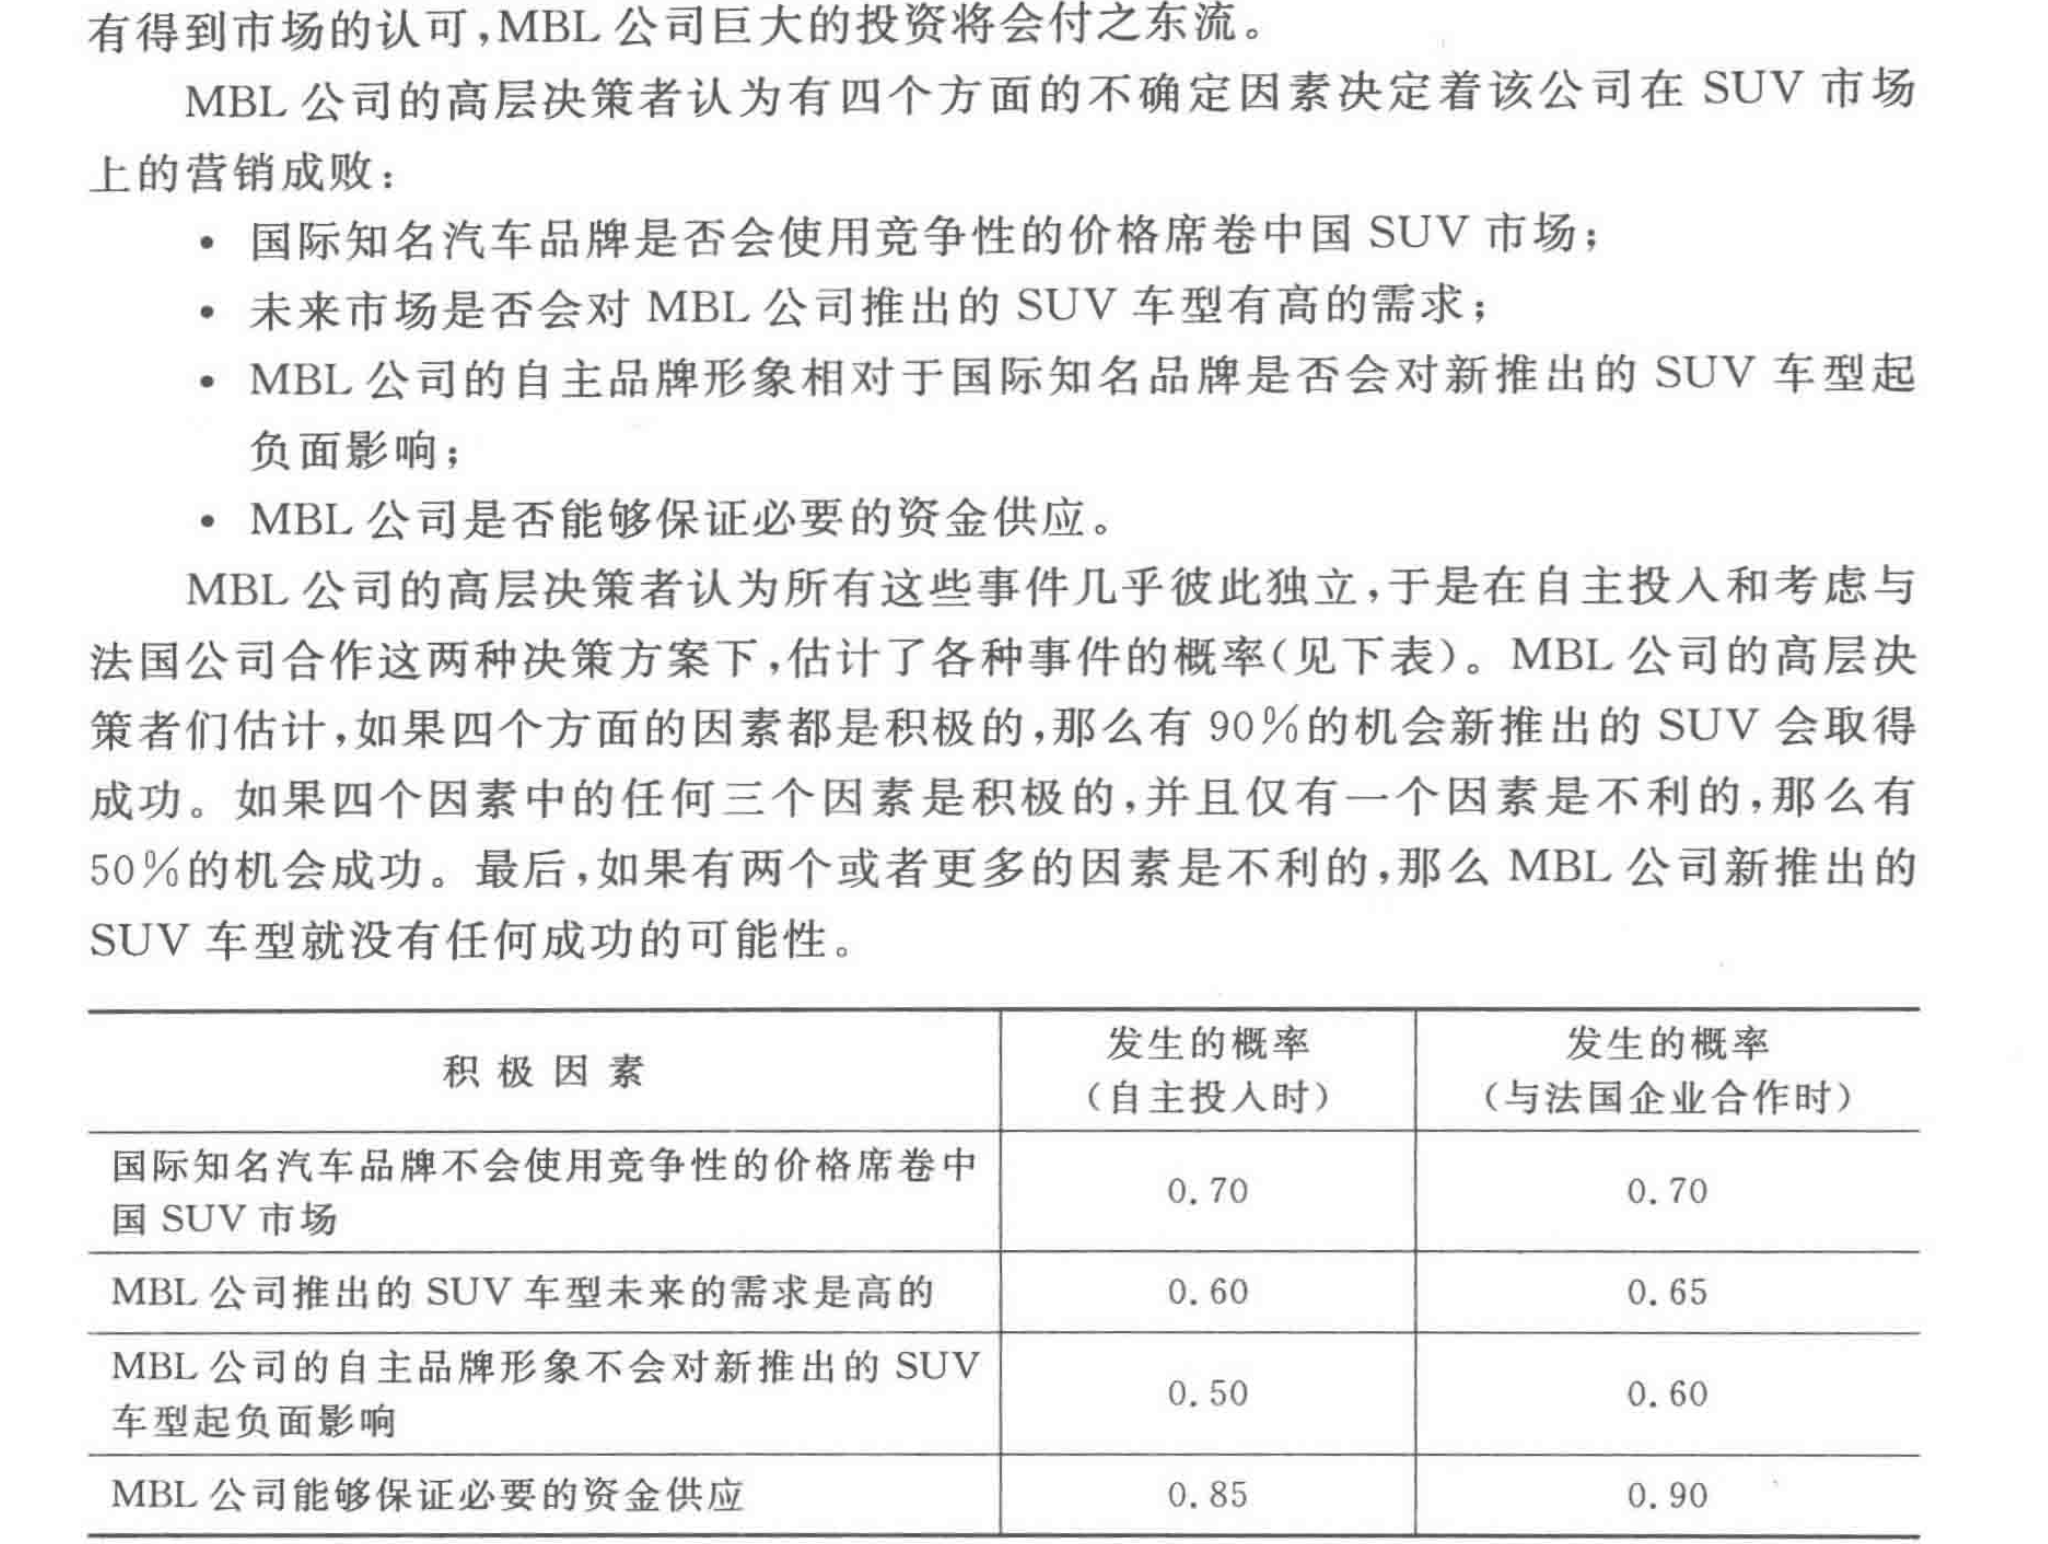 有得到市场的认可,MBL 公司巨大的投资将会付之东流。
MBL 公司的高层决策者认为有四个方面的不确定因素决定着该公司在 SUV 市场
上的营销成败:
• 国际知名汽车品牌是否会使用竞争性的价格席卷中国 SUV 市场;
• 未来市场是否会对 MBL 公司推出的 SUV 车型有高的需求;
• MBL 公司的自主品牌形象相对于国际知名品牌是否会对新推出的 SUV 车型起
负面影响;
• MBL 公司是否能够保证必要的资金供应。
MBL 公司的高层决策者认为所有这些事件几乎彼此独立,于是在自主投入和考虑与
法国公司合作这两种决策方案下,估计了各种事件的概率(见下表)。MBL 公司的高层决
策者们估计,如果四个方面的因素都是积极的,那么有 90%的机会新推出的 SUV 会取得
成功。如果四个因素中的任何三个因素是积极的,并且仅有一个因素是不利的,那么有
50%的机会成功。最后,如果有两个或者更多的因素是不利的,那么 MBL 公司新推出的
SUV 车型就没有任何成功的可能性。
积极因素
发生的概率
(自主投入时)
发生的概率
(与法国企业合作时)
国际知名汽车品牌不会使用竞争性的价格席卷中
国 SUV 市场
0.70
0.70
MBL 公司推出的 SUV 车型未来的需求是高的
0.60
0.65
MBL 公司的自主品牌形象不会对新推出的 SUV
车型起负面影响
0.50
0.60
MBL 公司能够保证必要的资金供应
0.85
0.90